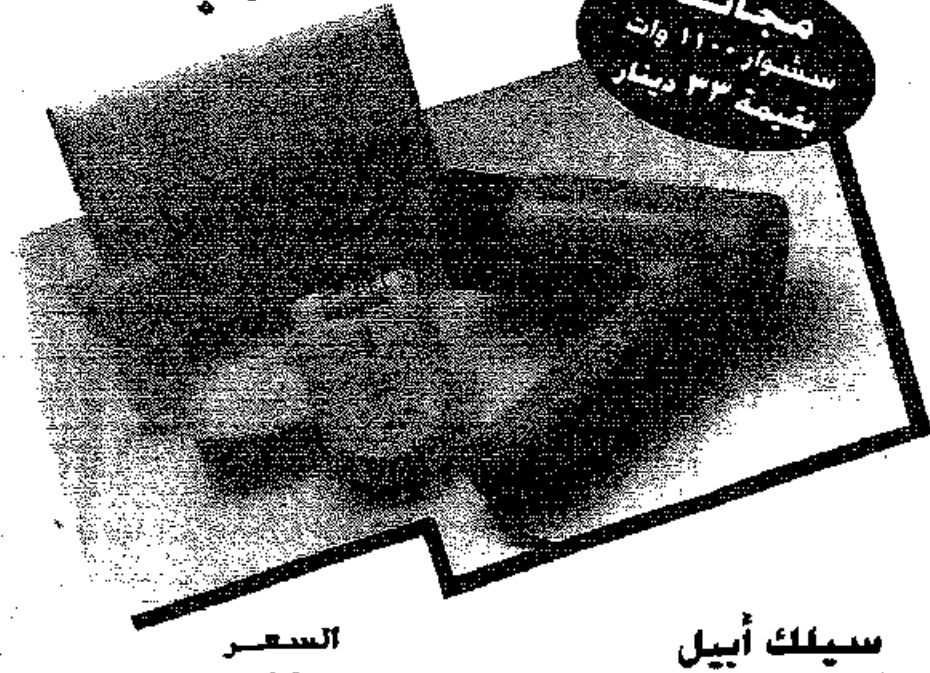 مجاناً
سشوار ١١٠٠ وات
بقيمة ٣٣ دينار
سيلك أبيل
السعر